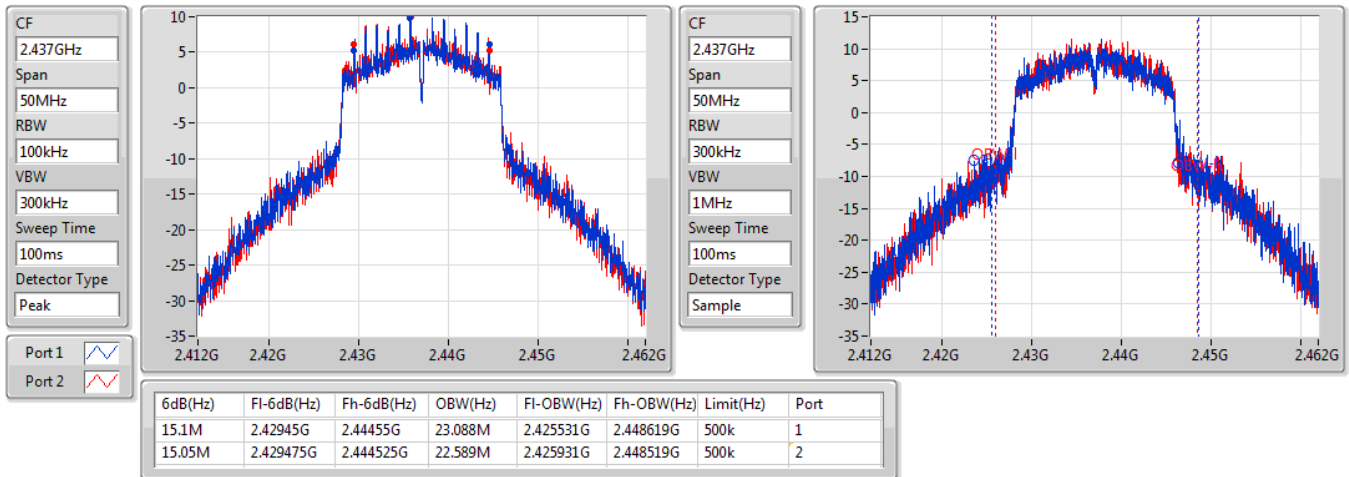 CF
2.437GHz
Span
50MHz
RBW
100kHz
VBW
300kHz
Sweep Time
100ms
Detector Type
Peak
10
5
0
-5
-10
-15
-20
-25
-30
-35
2.412G 2.42G 2.43G 2.44G 2.45G 2.462G
CF
2.437GHz
Span
50MHz
RBW
300kHz
VBW
1MHz
Sweep Time
100ms
Detector Type
Sample
15
10
5
0
-5
-10
-15
-20
-25
-30
-35
2.412G 2.42G 2.43G 2.44G 2.45G 2.462G
Port 1
Port 2
6dB(Hz) Fl-6dB(Hz) Fh-6dB(Hz) OBW(Hz) Fl-OBW(Hz) Fh-OBW(Hz) Limit(Hz) Port
15.1M 2.42945G 2.44455G 23.088M 2.425531G 2.448619G 500k 1
15.05M 2.429475G 2.444525G 22.589M 2.425931G 2.448519G 500k 2